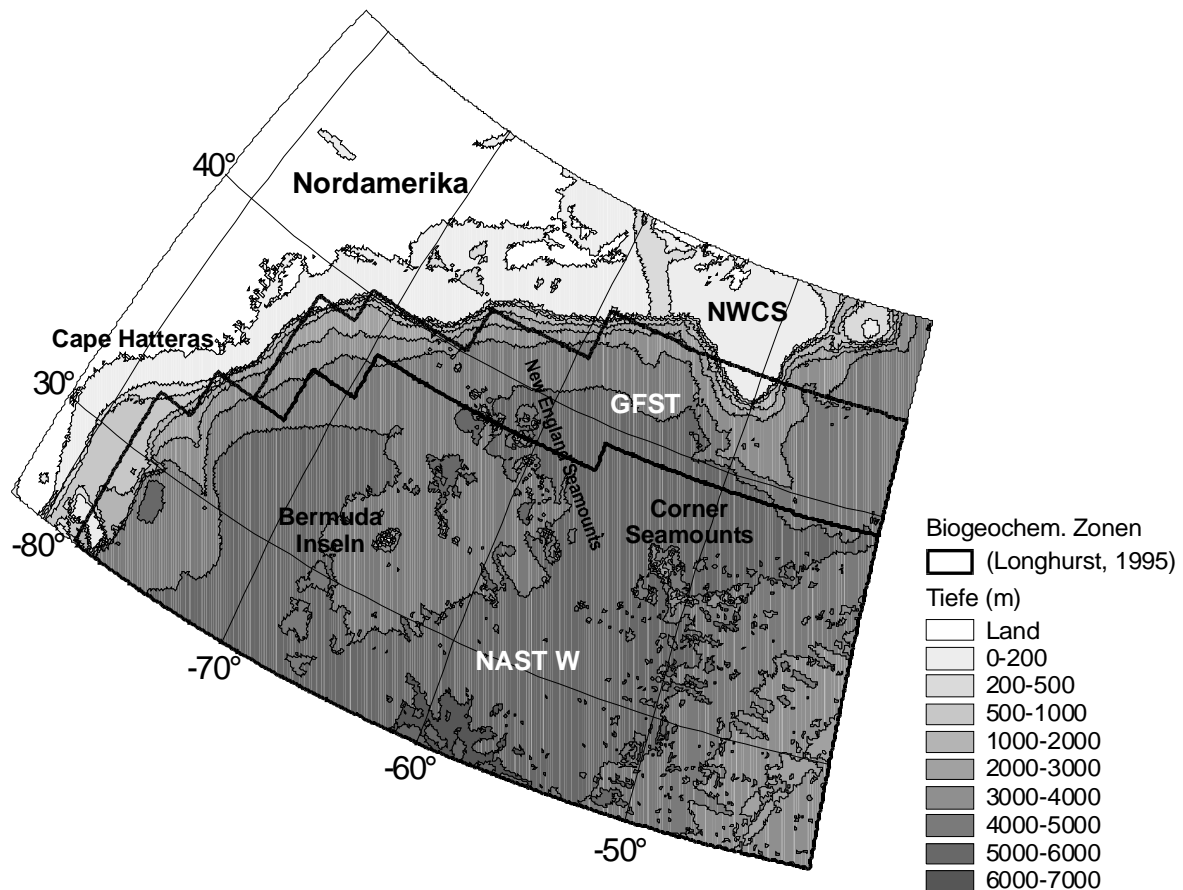 40°
Nordamerika
NWCS
Cape Hatteras
30°
GFST
New England Seamounts
Corner
Seamounts
Bermuda
Inseln
-80°
NAST W
-70°
-60°
-50°
Biogeochem. Zonen
(Longhurst, 1995)
Tiefe (m)
Land
0-200
200-500
500-1000
1000-2000
2000-3000
3000-4000
4000-5000
5000-6000
6000-7000